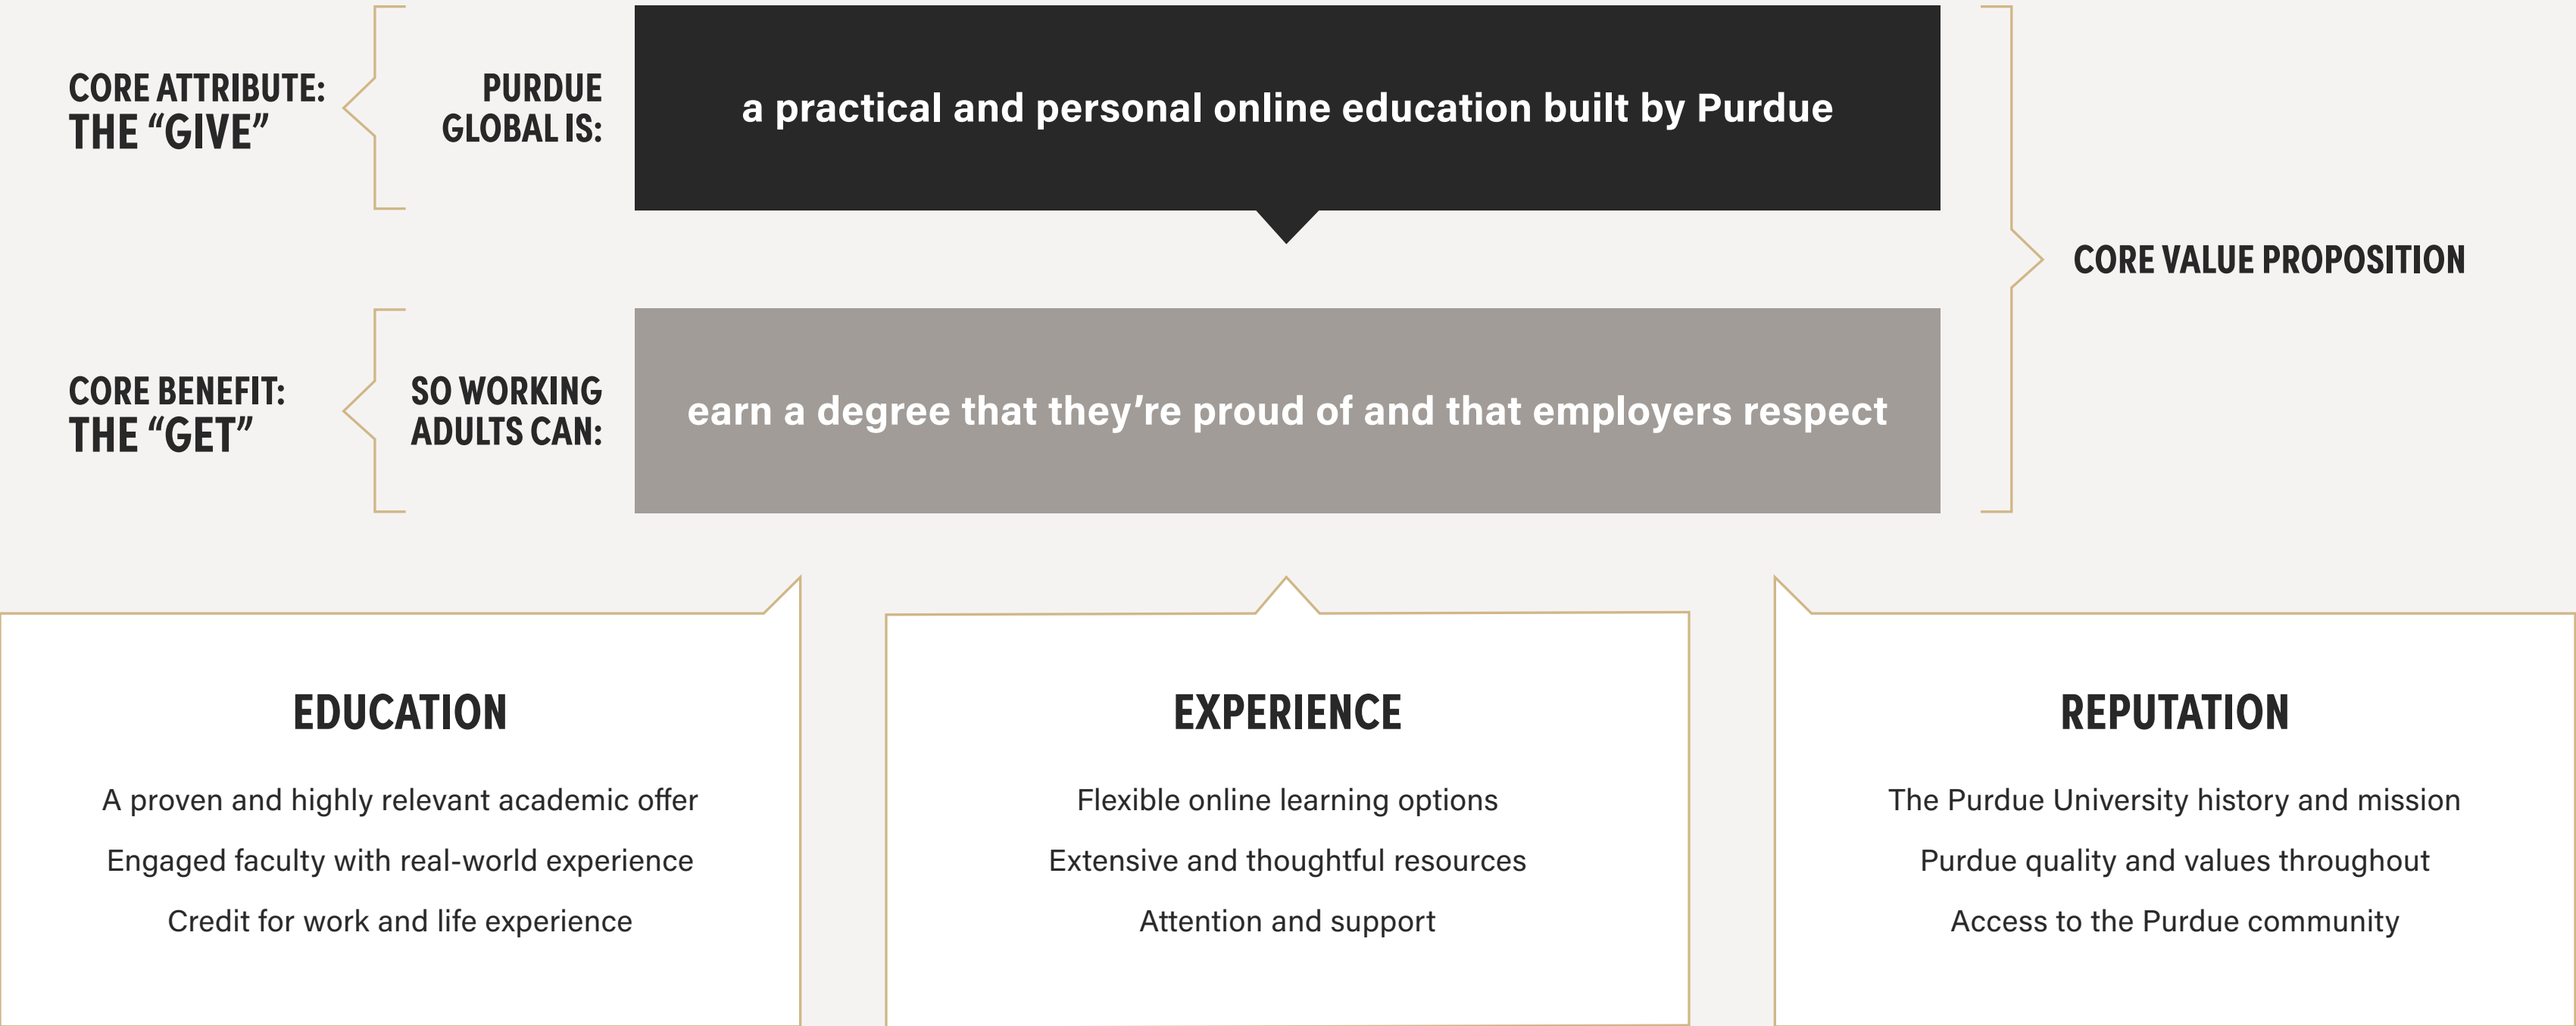 CORE ATTRIBUTE:
THE “GIVE”
PURDUE
GLOBAL IS:
a practical and personal online education built by Purdue
CORE VALUE PROPOSITION
CORE BENEFIT:
THE “GET”
SO WORKING
ADULTS CAN:
earn a degree that they’re proud of and that employers respect
EDUCATION
A proven and highly relevant academic offer
Engaged faculty with real-world experience
Credit for work and life experience
EXPERIENCE
Flexible online learning options
Extensive and thoughtful resources
Attention and support
REPUTATION
The Purdue University history and mission
Purdue quality and values throughout
Access to the Purdue community